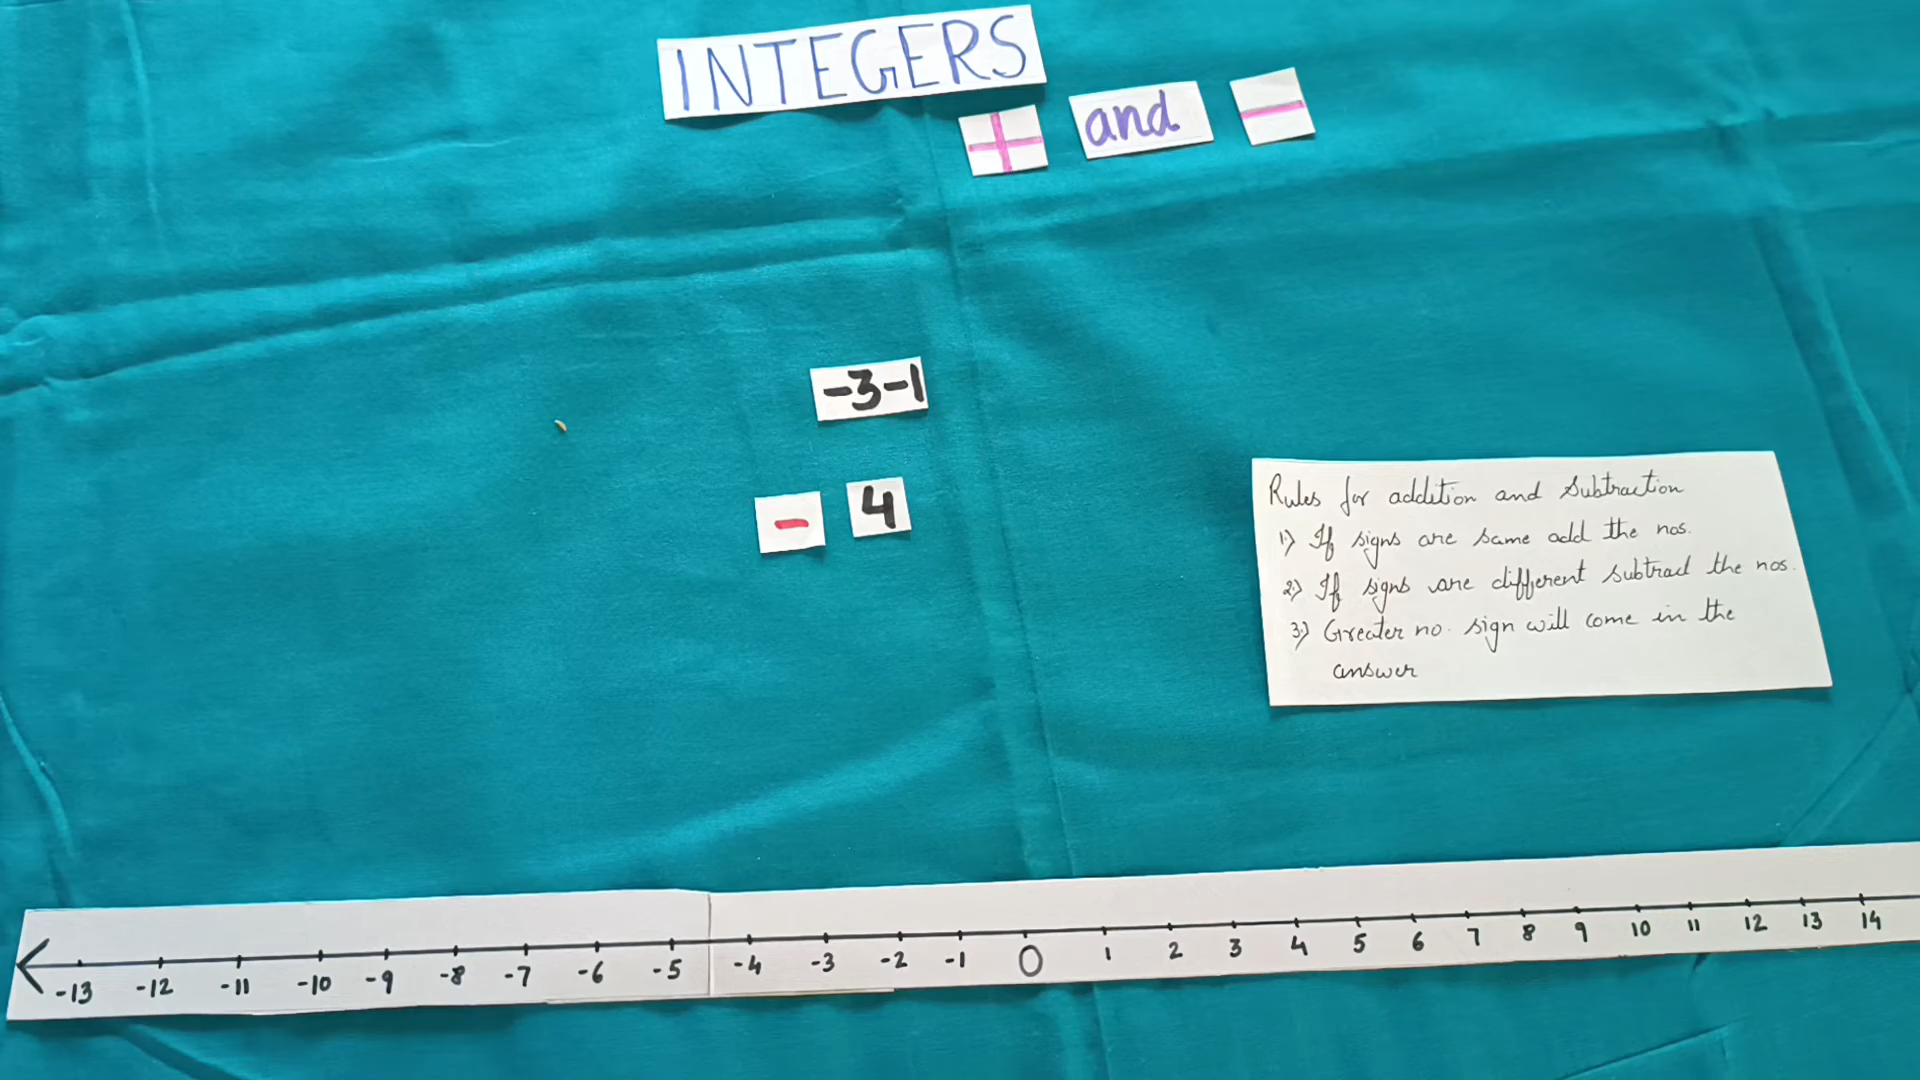 INTEGERS
+ and −
-3-1
- 4
Rules for addition and Subtraction
1) If signs are same add the nos.
2) If signs are different subtract the nos.
3) Greater no. sign will come in the
answer
-13 -12 -11 -10 -9 -8 -7 -6 -5 -4 -3 -2 -1 0 1 2 3 4 5 6 7 8 9 10 11 12 13 14